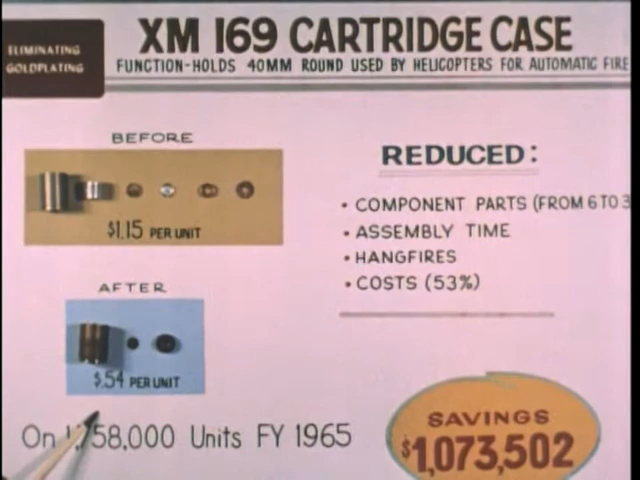 ELIMINATING
GOLDPLATING
XM 169 CARTRIDGE CASE
FUNCTION-HOLDS 40MM ROUND USED BY HELICOPTERS FOR AUTOMATIC FIRE
BEFORE
$1.15 PER UNIT
AFTER
$.54 PER UNIT
REDUCED:
• COMPONENT PARTS (FROM 6 TO 3
• ASSEMBLY TIME
• HANGFIRES
• COSTS (53%)
On 1,758,000 Units FY 1965
SAVINGS
$1,073,502